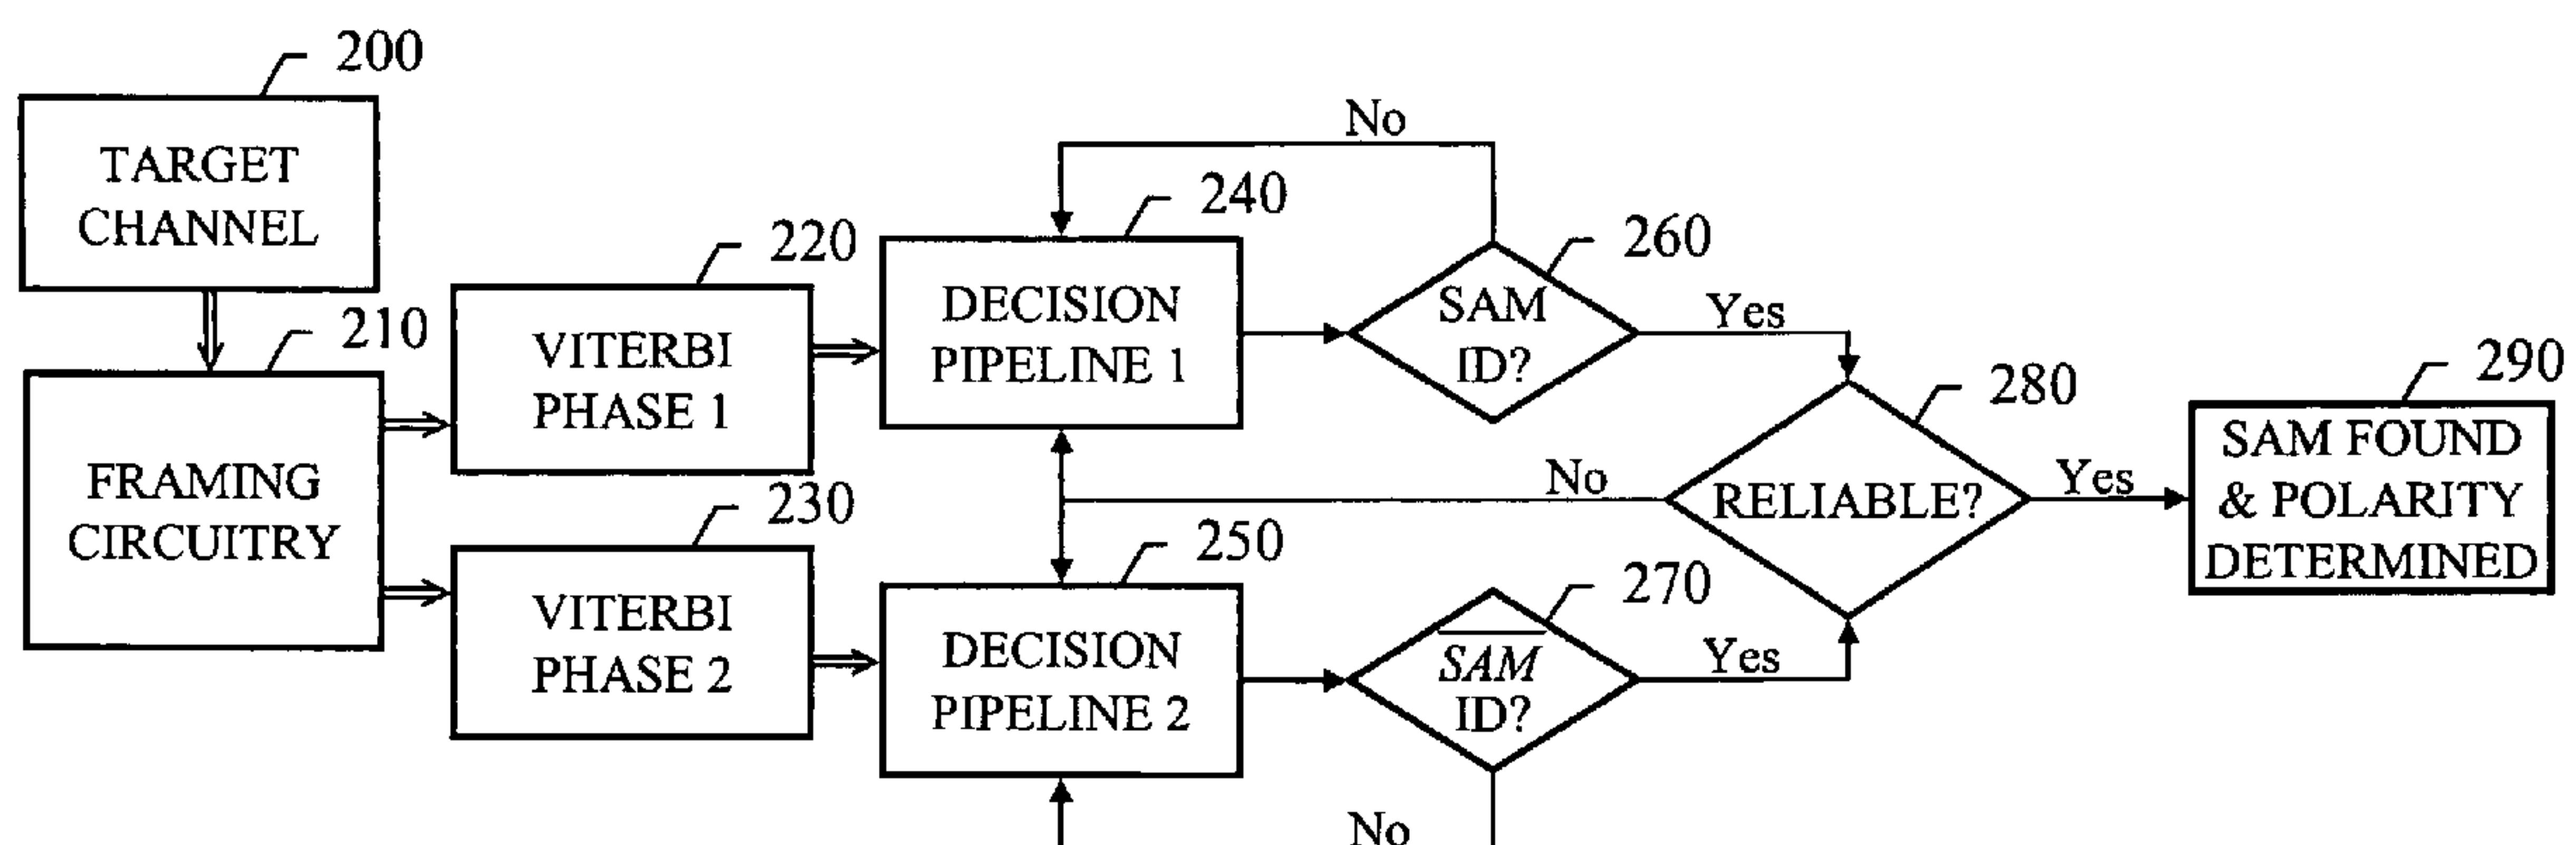 200
TARGET
CHANNEL
210
FRAMING
CIRCUITRY
220
VITERBI
PHASE 1
230
VITERBI
PHASE 2
240
DECISION
PIPELINE 1
250
DECISION
PIPELINE 2
No
260
SAM
ID?
Yes
270
SAM
ID?
Yes
No
280
RELIABLE?
No
Yes
290
SAM FOUND
& POLARITY
DETERMINED